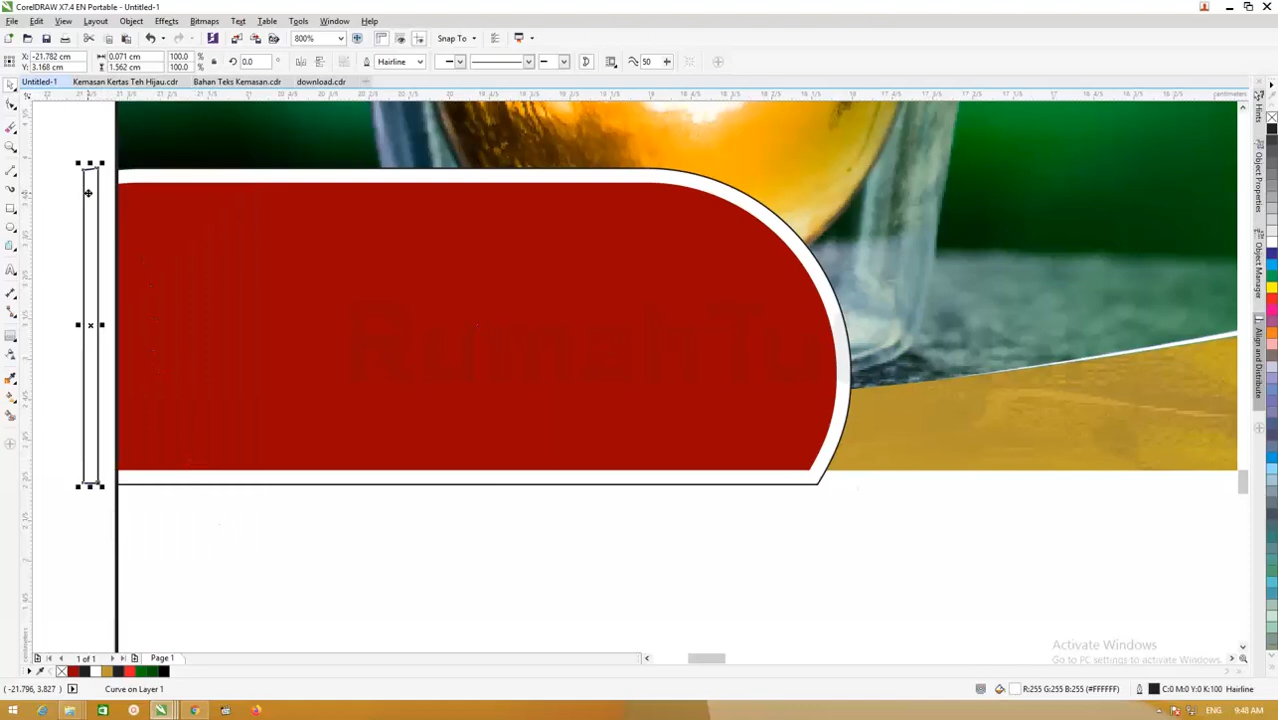 CorelDRAW X7.4 EN Portable - Untitled-1
File Edit View Layout Object Effects Bitmaps Text Table Tools Window Help
800% Snap To
X: -21.782 cm 0.071 cm 100.0 % 0.0 Hairline 50
Y: 3.168 cm 1.562 cm 100.0 %
Untitled-1 Kemasan Kertas Teh Hijau.cdr Bahan Teks Kemasan.cdr download.cdr
centimeters
Object Properties
Object Manager
Align and Distribute
Activate Windows
Go to PC settings to activate Windows.
1 of 1 Page 1
(-21.796, 3.827) Curve on Layer 1 R:255 G:255 B:255 (#FFFFFF) C:0 M:0 Y:0 K:100 Hairline
ENG 9:48 AM